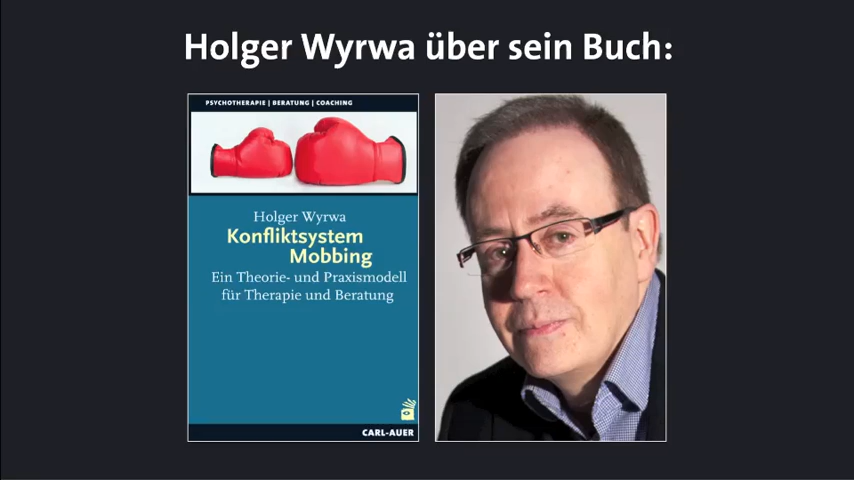 Holger Wyrwa über sein Buch:
PSYCHOTHERAPIE | BERATUNG | COACHING
Holger Wyrwa
Konfliktsystem
Mobbing
Ein Theorie- und Praxismodell
für Therapie und Beratung
CARL-AUER